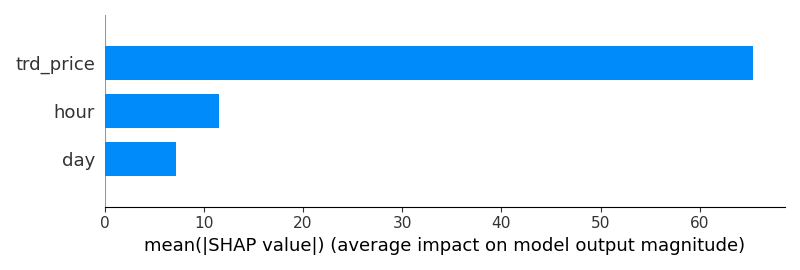 trd_price
hour
day
0 10 20 30 40 50 60
mean(|SHAP value|) (average impact on model output magnitude)